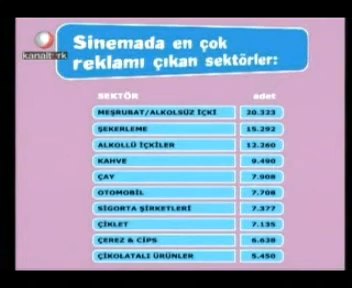 kanaltürk
Sinemada en çok
reklamı çıkan sektörler:
SEKTÖR adet
MEŞRUBAT/ALKOLSÜZ İÇKİ 20.323
ŞEKERLEME 15.292
ALKOLLÜ İÇKİLER 12.260
KAHVE 9.490
ÇAY 7.908
OTOMOBİL 7.708
SİGORTA ŞİRKETLERİ 7.377
ÇİKLET 7.135
ÇEREZ & CİPS 6.638
ÇİKOLATALI ÜRÜNLER 5.450